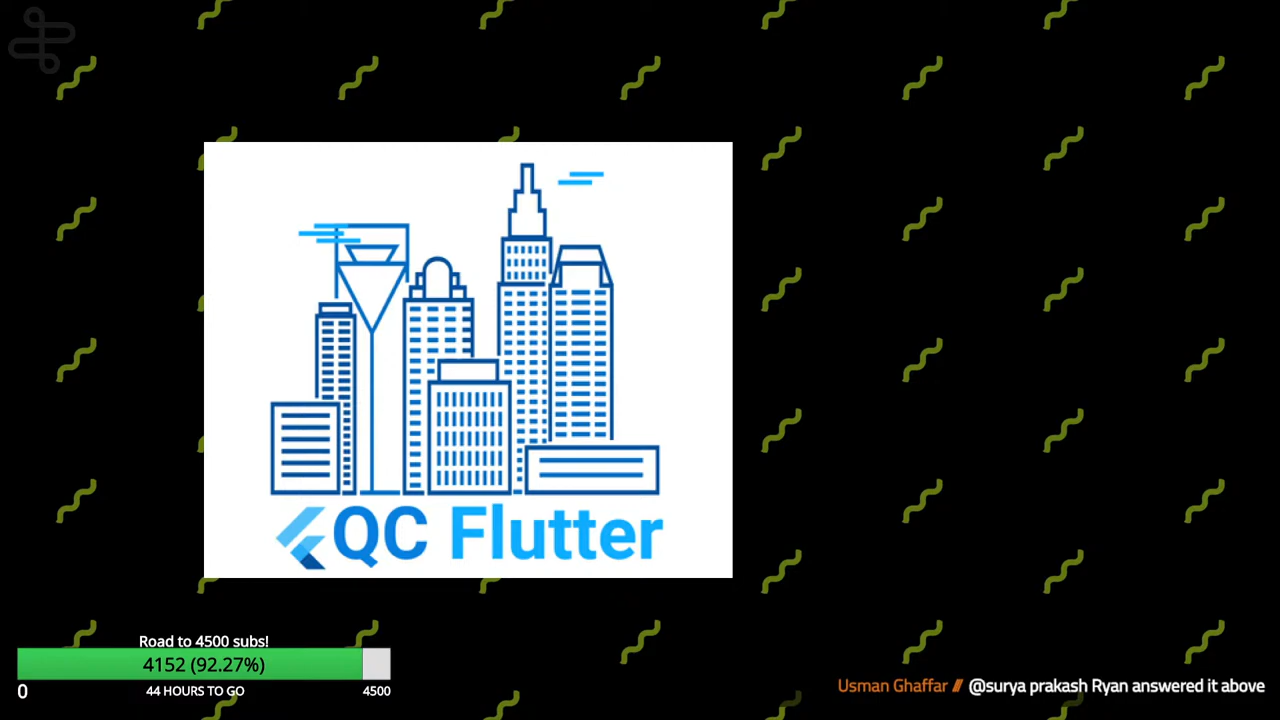 QC Flutter
Road to 4500 subs!
4152 (92.27%)
0 44 HOURS TO GO 4500
Usman Ghaffar // @surya prakash Ryan answered it above